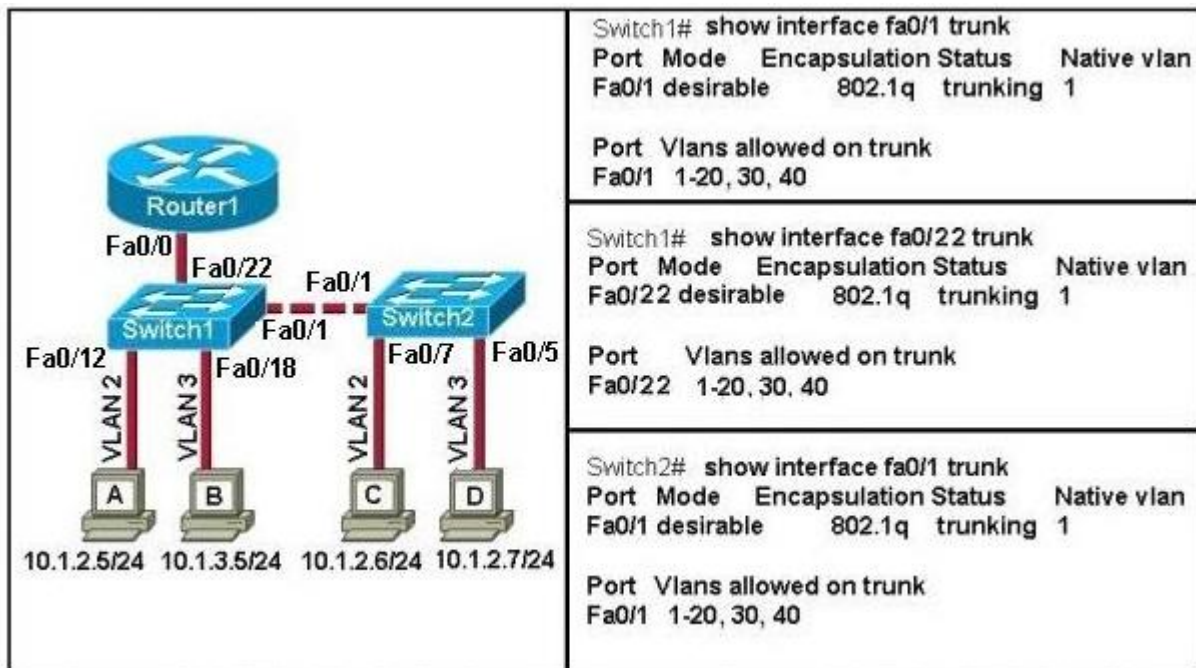 Router1
Fa0/0
Fa0/22
Fa0/1
Switch1
Fa0/1
Switch2
Fa0/12
Fa0/18
Fa0/7
Fa0/5
VLAN 2
VLAN 3
VLAN 2
VLAN 3
A
B
C
D
10.1.2.5/24
10.1.3.5/24
10.1.2.6/24
10.1.2.7/24
Switch1# show interface fa0/1 trunk
Port Mode Encapsulation Status Native vlan
Fa0/1 desirable 802.1q trunking 1
Port Vlans allowed on trunk
Fa0/1 1-20, 30, 40
Switch1# show interface fa0/22 trunk
Port Mode Encapsulation Status Native vlan
Fa0/22 desirable 802.1q trunking 1
Port Vlans allowed on trunk
Fa0/22 1-20, 30, 40
Switch2# show interface fa0/1 trunk
Port Mode Encapsulation Status Native vlan
Fa0/1 desirable 802.1q trunking 1
Port Vlans allowed on trunk
Fa0/1 1-20, 30, 40